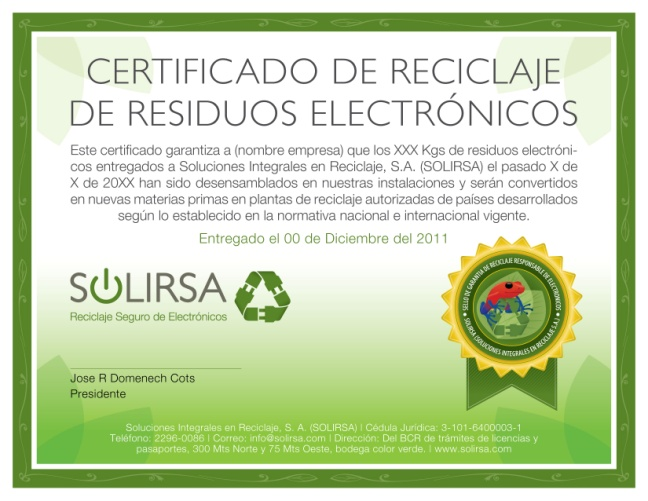 CERTIFICADO DE RECICLAJE
DE RESIDUOS ELECTRÓNICOS
Este certificado garantiza a (nombre empresa) que los XXX Kgs de residuos electróni-
cos entregados a Soluciones Integrales en Reciclaje, S.A. (SOLIRSA) el pasado X de
X de 20XX han sido desensamblados en nuestras instalaciones y serán convertidos
en nuevas materias primas en plantas de reciclaje autorizadas de países desarrollados
según lo establecido en la normativa nacional e internacional vigente.
Entregado el 00 de Diciembre del 2011
SOLIRSA
Reciclaje Seguro de Electrónicos
SELLO DE GARANTÍA DE RECICLAJE RESPONSABLE DE ELECTRÓNICOS
SOLIRSA (SOLUCIONES INTEGRALES EN RECICLAJE S.A.)
Jose R Domenech Cots
Presidente
Soluciones Integrales en Reciclaje, S. A. (SOLIRSA) | Cédula Jurídica: 3-101-6400003-1
Teléfono: 2296-0086 | Correo: info@solirsa.com | Dirección: Del BCR de trámites de licencias y
pasaportes, 300 Mts Norte y 75 Mts Oeste, bodega color verde. | www.solirsa.com